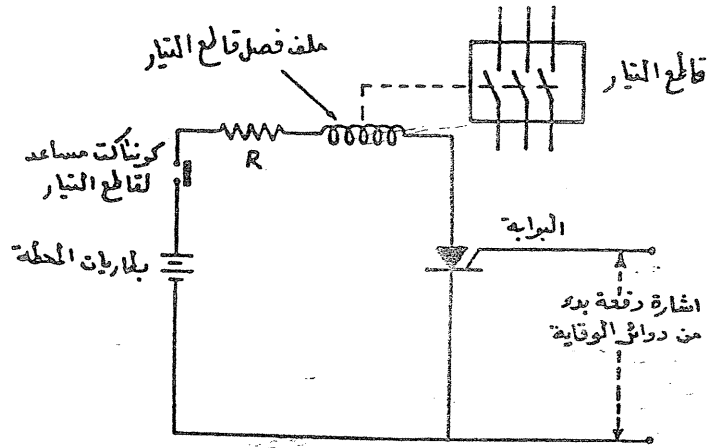 ملف فصل قاطع التيار
قاطع التيار
كونتاكت مساعد
لقاطع التيار
R
البوابة
بطاريات المحطة
اشارة دفعة بدء
من دوائر الوقاية